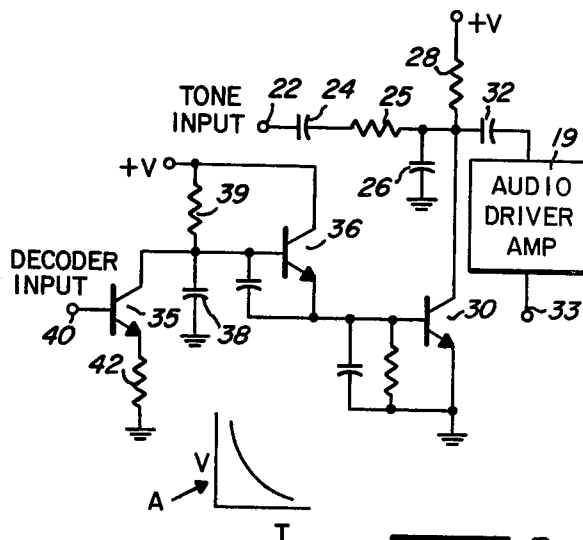 +V
28
TONE
INPUT
22
24
25
32
19
26
AUDIO
DRIVER
AMP
+V
39
36
DECODER
INPUT
40
35
38
30
33
42
A
V
T